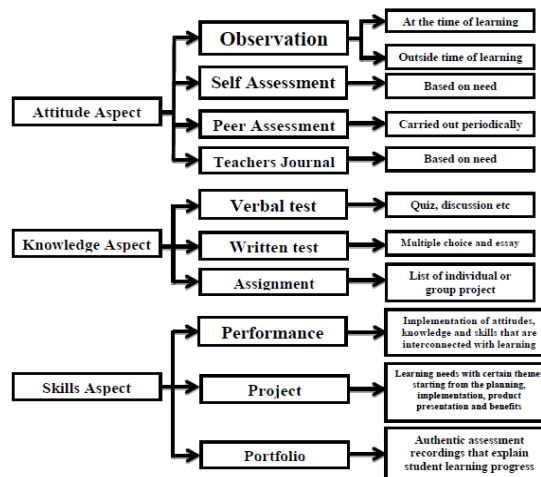 Attitude Aspect
Observation
At the time of learning
Outside time of learning
Self Assessment
Based on need
Peer Assessment
Carried out periodically
Teachers Journal
Based on need
Knowledge Aspect
Verbal test
Quiz, discussion etc
Written test
Multiple choice and essay
Assignment
List of individual or
group project
Skills Aspect
Performance
Implementation of attitudes,
knowledge and skills that are
interconnected with learning
Project
Learning needs with certain themes
starting from the planning,
implementation, product
presentation and benefits
Portfolio
Authentic assessment
recordings that explain
student learning progress